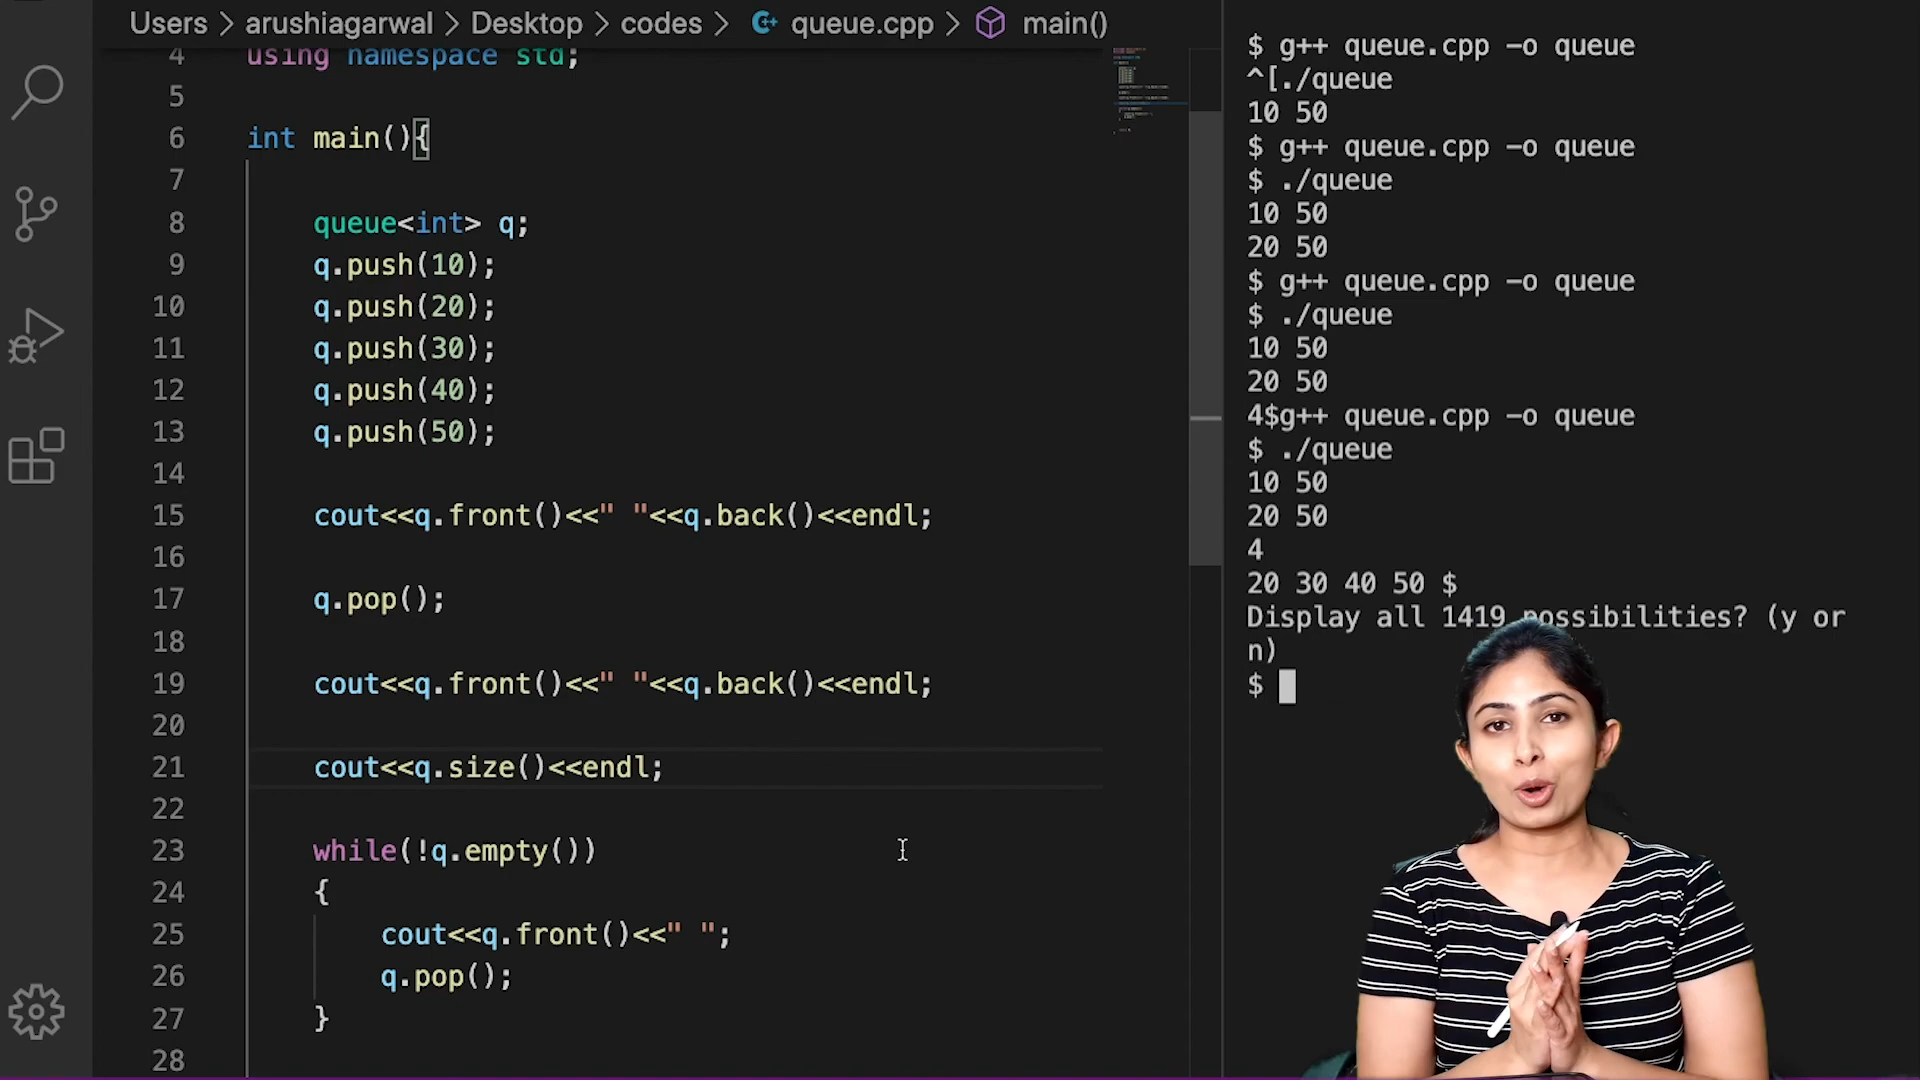 Users > arushiagarwal > Desktop > codes > queue.cpp > main()
4 using namespace std;
5
6 int main(){
7
8 queue<int> q;
9 q.push(10);
10 q.push(20);
11 q.push(30);
12 q.push(40);
13 q.push(50);
14
15 cout<<q.front()<<" "<<q.back()<<endl;
16
17 q.pop();
18
19 cout<<q.front()<<" "<<q.back()<<endl;
20
21 cout<<q.size()<<endl;
22
23 while(!q.empty())
24 {
25 cout<<q.front()<<" ";
26 q.pop();
27 }
28
$ g++ queue.cpp -o queue
^[./queue
10 50
$ g++ queue.cpp -o queue
$ ./queue
10 50
20 50
$ g++ queue.cpp -o queue
$ ./queue
10 50
20 50
4$g++ queue.cpp -o queue
$ ./queue
10 50
20 50
4
20 30 40 50 $
Display all 1419 possibilities? (y or
n)
$